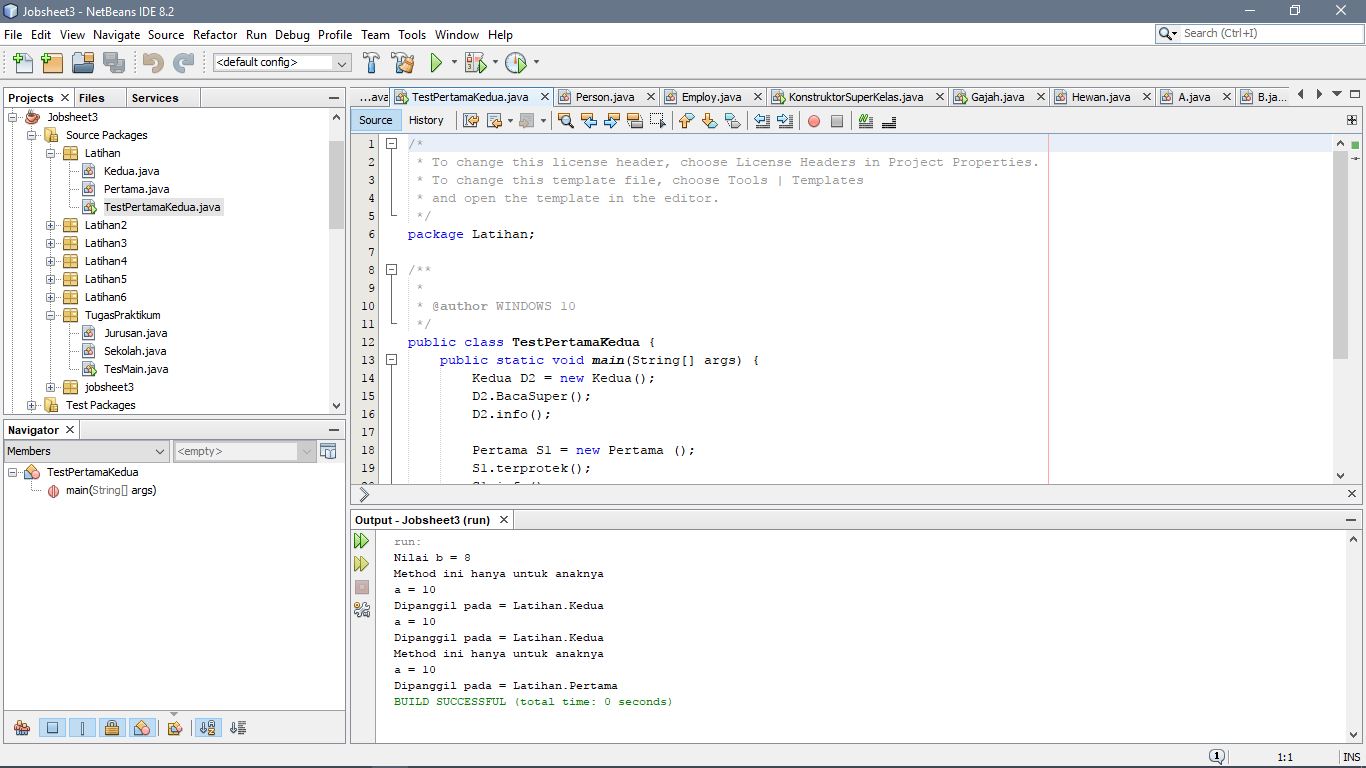 Jobsheet3 - NetBeans IDE 8.2
File Edit View Navigate Source Refactor Run Debug Profile Team Tools Window Help
Search (Ctrl+I)
<default config>
Projects Files Services
Jobsheet3
Source Packages
Latihan
Kedua.java
Pertama.java
TestPertamaKedua.java
Latihan2
Latihan3
Latihan4
Latihan5
Latihan6
TugasPraktikum
Jurusan.java
Sekolah.java
TesMain.java
jobsheet3
Test Packages
Navigator
Members <empty>
TestPertamaKedua
main(String[] args)
...ava TestPertamaKedua.java Person.java Employ.java KonstruktorSuperKelas.java Gajah.java Hewan.java A.java B.ja...
Source History
1 /*
2 * To change this license header, choose License Headers in Project Properties.
3 * To change this template file, choose Tools | Templates
4 * and open the template in the editor.
5 */
6 package Latihan;
7
8 /**
9 *
10 * @author WINDOWS 10
11 */
12 public class TestPertamaKedua {
13 public static void main(String[] args) {
14 Kedua D2 = new Kedua();
15 D2.BacaSuper();
16 D2.info();
17
18 Pertama S1 = new Pertama ();
19 S1.terprotek();
Output - Jobsheet3 (run)
run:
Nilai b = 8
Method ini hanya untuk anaknya
a = 10
Dipanggil pada = Latihan.Kedua
a = 10
Dipanggil pada = Latihan.Kedua
Method ini hanya untuk anaknya
a = 10
Dipanggil pada = Latihan.Pertama
BUILD SUCCESSFUL (total time: 0 seconds)
1 1:1 INS